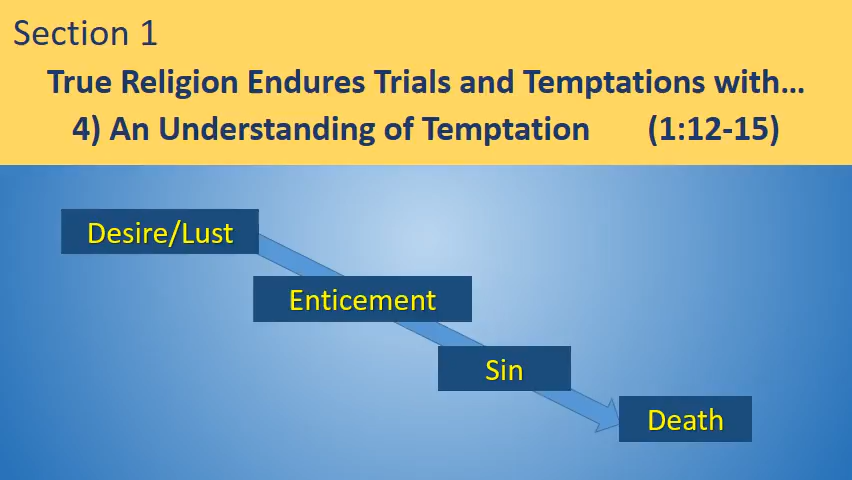 Section 1
True Religion Endures Trials and Temptations with...
4) An Understanding of Temptation (1:12-15)
Desire/Lust
Enticement
Sin
Death